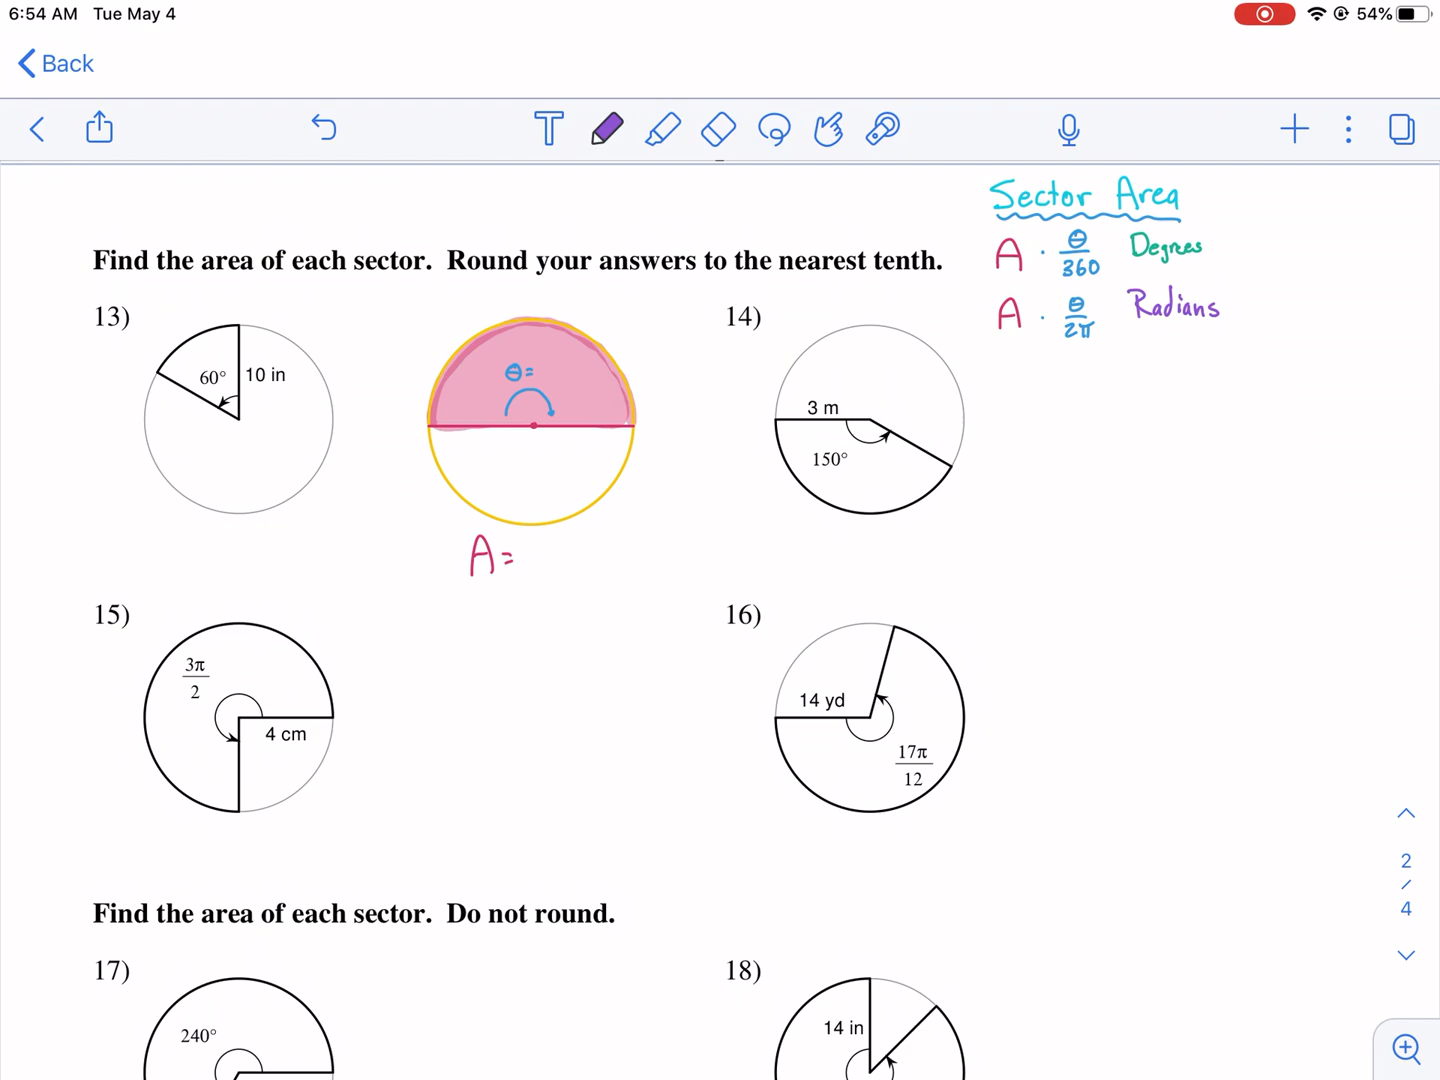 6:54 AM Tue May 4
54%
Back
Sector Area
A · θ/360 Degrees
A · θ/2π Radians
Find the area of each sector. Round your answers to the nearest tenth.
13)
60°
10 in
θ=
A=
14)
3 m
150°
15)
3π
2
4 cm
16)
14 yd
17π
12
2
/
4
Find the area of each sector. Do not round.
17)
240°
18)
14 in